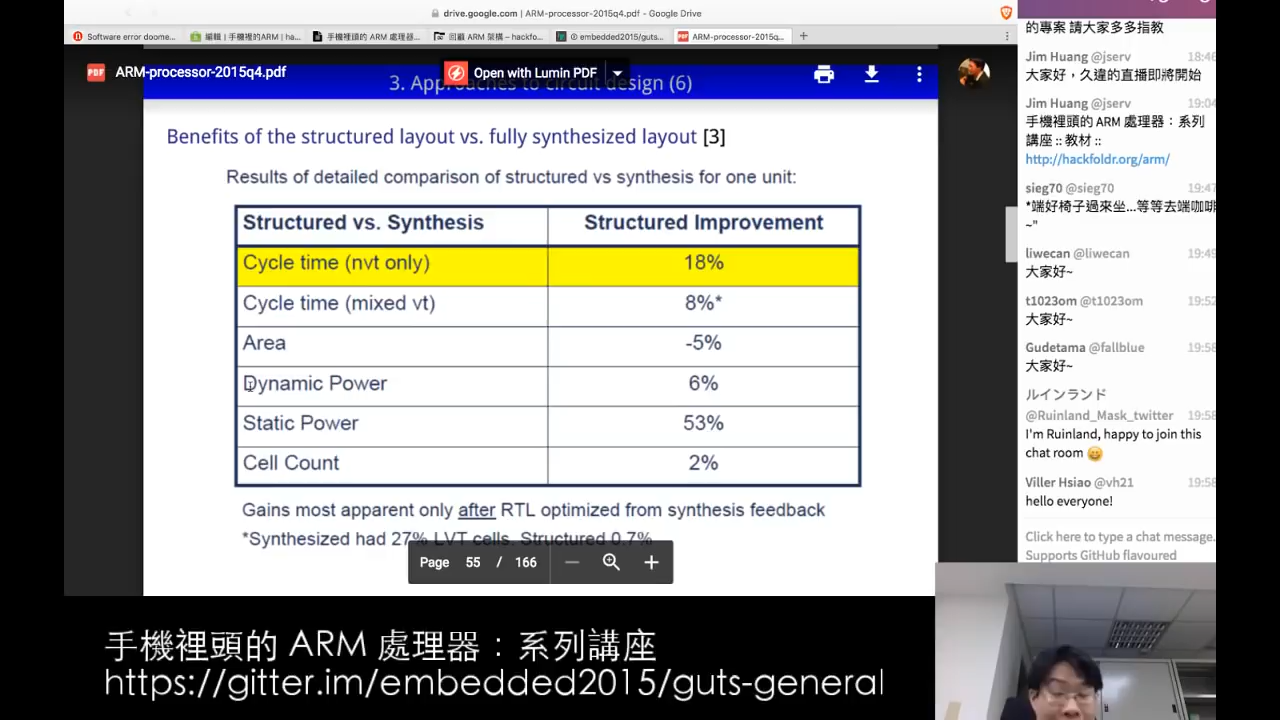 drive.google.com | ARM-processor-2015q4.pdf - Google Drive
Software error doome...
編輯 | 手機裡的ARM | ha...
手機裡頭的 ARM 處理器...
回顧 ARM 架構 – hackfo...
embedded2015/guts...
ARM-processor-2015q...
PDF
ARM-processor-2015q4.pdf
Open with Lumin PDF
3. Approaches to circuit design (6)
Benefits of the structured layout vs. fully synthesized layout [3]
Results of detailed comparison of structured vs synthesis for one unit:
Structured vs. Synthesis Structured Improvement
Cycle time (nvt only) 18%
Cycle time (mixed vt) 8%*
Area -5%
Dynamic Power 6%
Static Power 53%
Cell Count 2%
Gains most apparent only after RTL optimized from synthesis feedback
*Synthesized had 27% LVT cells. Structured 0.7%
Page 55 / 166
的專案 請大家多多指教
Jim Huang @jserv 18:46
大家好，久違的直播即將開始
Jim Huang @jserv 19:04
手機裡頭的 ARM 處理器：系列
講座 :: 教材 ::
http://hackfoldr.org/arm/
sieg70 @sieg70 19:47
*端好椅子過來坐...等等去端咖啡
~"
liwecan @liwecan 19:49
大家好~
t1023om @t1023om 19:52
大家好~
Gudetama @fallblue 19:58
大家好~
ルインランド
@Ruinland_Mask_twitter 19:58
I'm Ruinland, happy to join this
chat room
Viller Hsiao @vh21 19:58
hello everyone!
Click here to type a chat message.
Supports GitHub flavoured
手機裡頭的 ARM 處理器：系列講座
https://gitter.im/embedded2015/guts-general